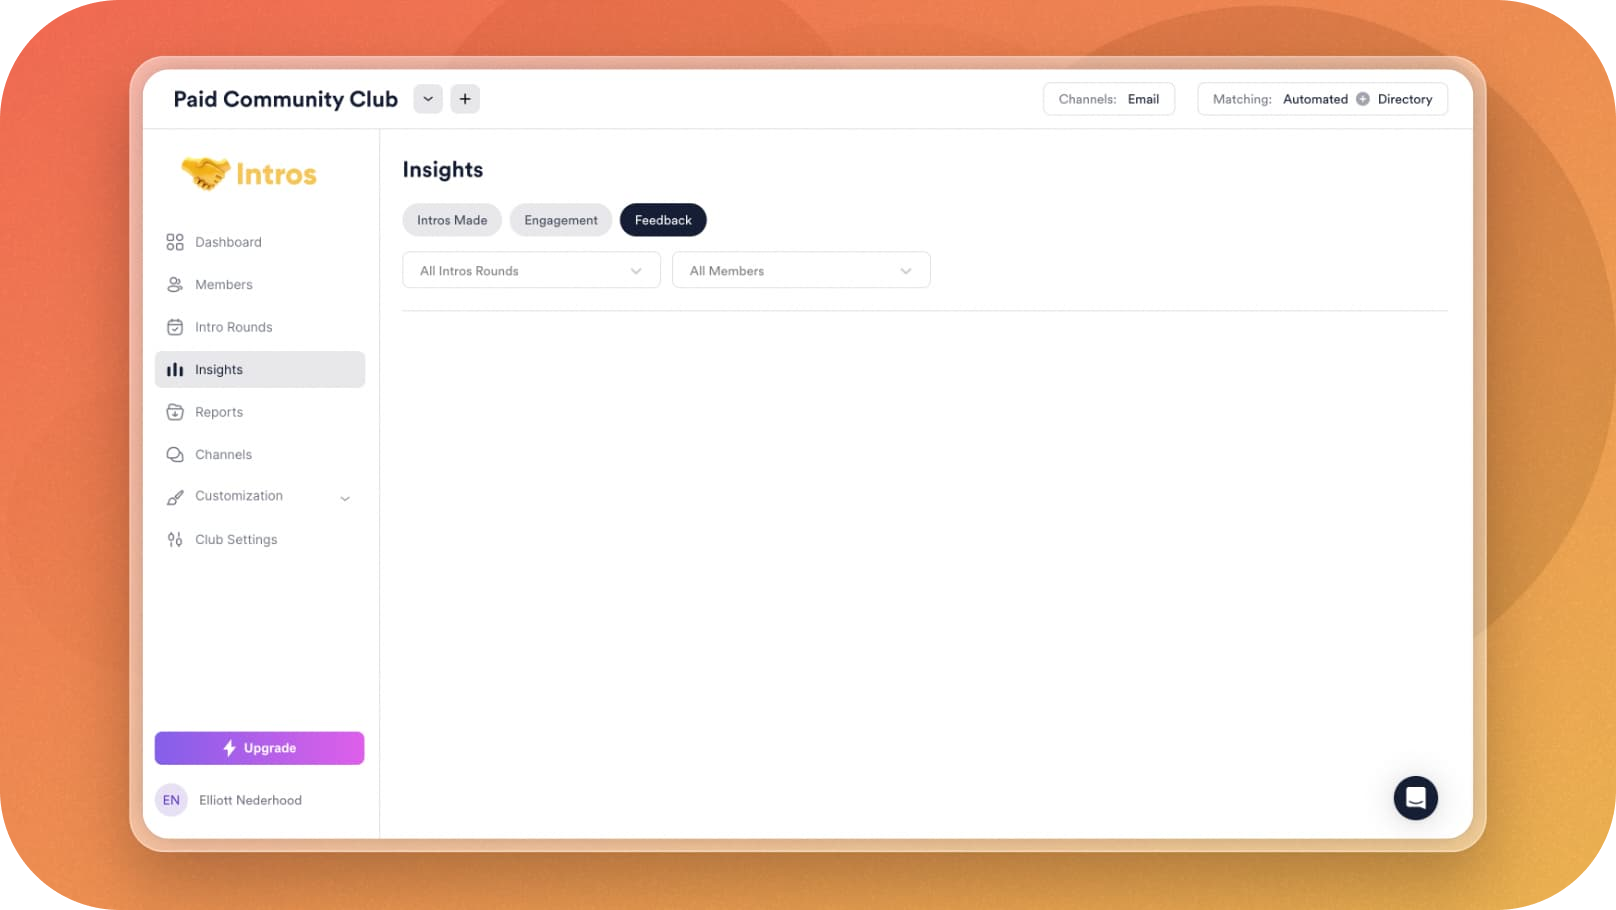 Paid Community Club
Channels: Email
Matching: Automated Directory
Intros
Dashboard
Members
Intro Rounds
Insights
Reports
Channels
Customization
Club Settings
Upgrade
EN Elliott Nederhood
Insights
Intros Made Engagement Feedback
All Intros Rounds All Members